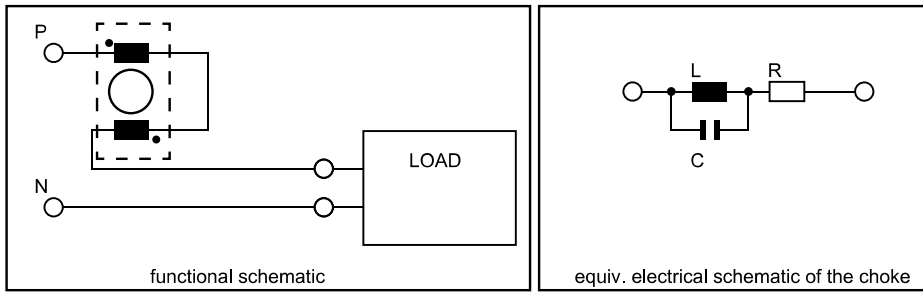 P
N
LOAD
functional schematic
L
R
C
equiv. electrical schematic of the choke